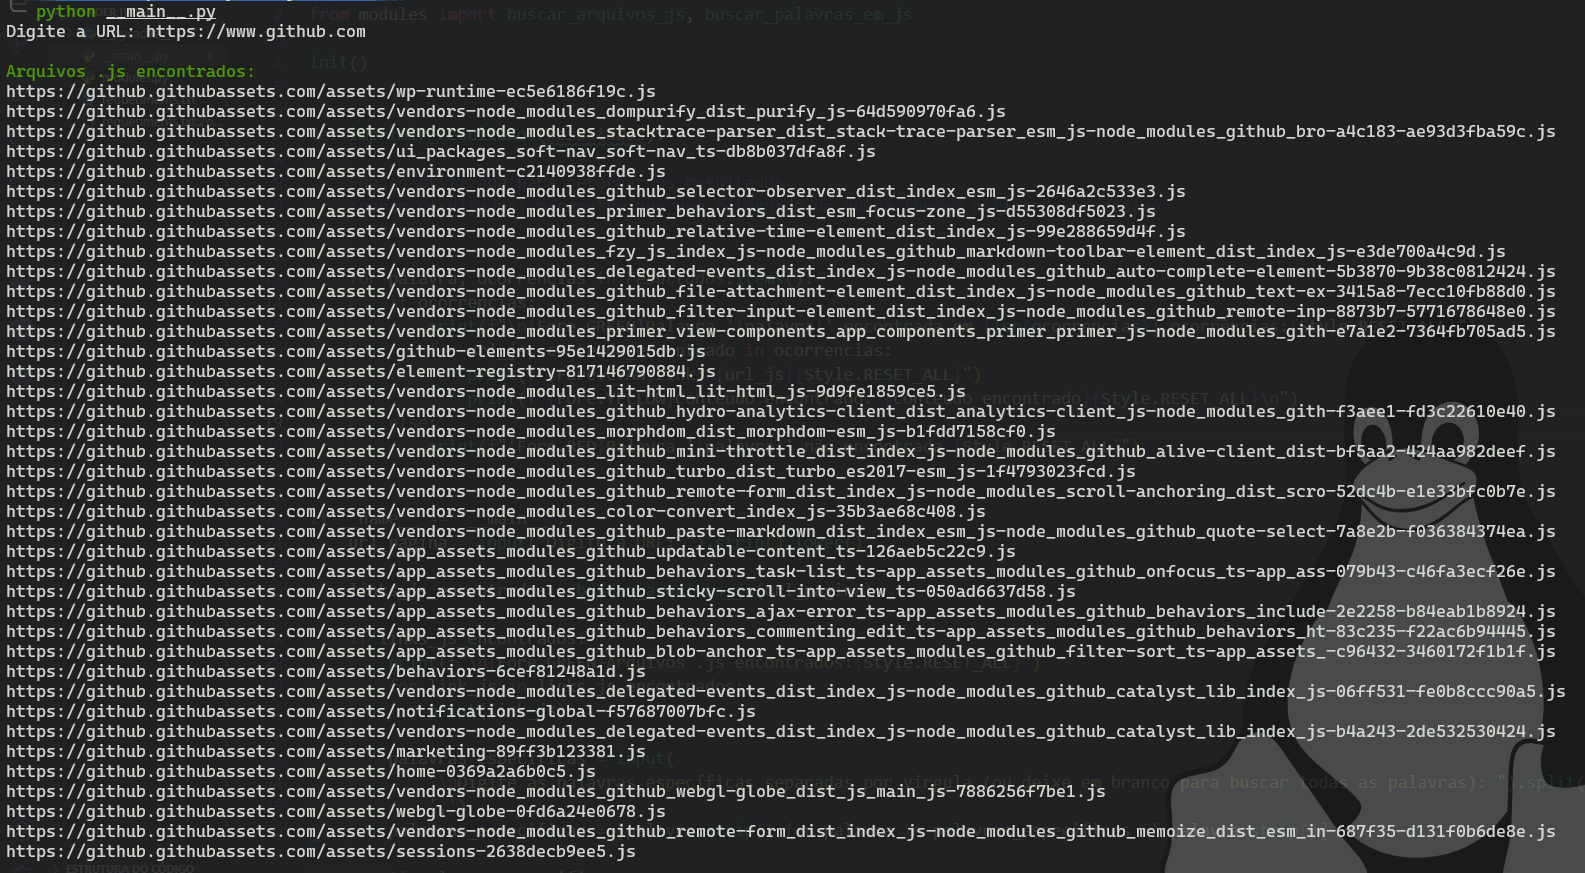 python __main__.py
Digite a URL: https://www.github.com
Arquivos .js encontrados:
https://github.githubassets.com/assets/wp-runtime-ec5e6186f19c.js
https://github.githubassets.com/assets/vendors-node_modules_dompurify_dist_purify_js-64d590970fa6.js
https://github.githubassets.com/assets/vendors-node_modules_stacktrace-parser_dist_stack-trace-parser_esm_js-node_modules_github_bro-a4c183-ae93d3fba59c.js
https://github.githubassets.com/assets/ui_packages_soft-nav_soft-nav_ts-db8b037dfa8f.js
https://github.githubassets.com/assets/environment-c2140938ffde.js
https://github.githubassets.com/assets/vendors-node_modules_github_selector-observer_dist_index_esm_js-2646a2c533e3.js
https://github.githubassets.com/assets/vendors-node_modules_primer_behaviors_dist_esm_focus-zone_js-d55308df5023.js
https://github.githubassets.com/assets/vendors-node_modules_github_relative-time-element_dist_index_js-99e288659d4f.js
https://github.githubassets.com/assets/vendors-node_modules_fzy_js_index_js-node_modules_github_markdown-toolbar-element_dist_index_js-e3de700a4c9d.js
https://github.githubassets.com/assets/vendors-node_modules_delegated-events_dist_index_js-node_modules_github_auto-complete-element-5b3870-9b38c0812424.js
https://github.githubassets.com/assets/vendors-node_modules_github_file-attachment-element_dist_index_js-node_modules_github_text-ex-3415a8-7ecc10fb88d0.js
https://github.githubassets.com/assets/vendors-node_modules_github_filter-input-element_dist_index_js-node_modules_github_remote-inp-8873b7-5771678648e0.js
https://github.githubassets.com/assets/vendors-node_modules_primer_view-components_app_components_primer_primer_js-node_modules_gith-e7a1e2-7364fb705ad5.js
https://github.githubassets.com/assets/github-elements-95e1429015db.js
https://github.githubassets.com/assets/element-registry-817146790884.js
https://github.githubassets.com/assets/vendors-node_modules_lit-html_lit-html_js-9d9fe1859ce5.js
https://github.githubassets.com/assets/vendors-node_modules_github_hydro-analytics-client_dist_analytics-client_js-node_modules_gith-f3aee1-fd3c22610e40.js
https://github.githubassets.com/assets/vendors-node_modules_morphdom_dist_morphdom-esm_js-b1fdd7158cf0.js
https://github.githubassets.com/assets/vendors-node_modules_github_mini-throttle_dist_index_js-node_modules_github_alive-client_dist-bf5aa2-424aa982deef.js
https://github.githubassets.com/assets/vendors-node_modules_github_turbo_dist_turbo_es2017-esm_js-1f4793023fcd.js
https://github.githubassets.com/assets/vendors-node_modules_github_remote-form_dist_index_js-node_modules_scroll-anchoring_dist_scro-52dc4b-e1e33bfc0b7e.js
https://github.githubassets.com/assets/vendors-node_modules_color-convert_index_js-35b3ae68c408.js
https://github.githubassets.com/assets/vendors-node_modules_github_paste-markdown_dist_index_esm_js-node_modules_github_quote-select-7a8e2b-f036384374ea.js
https://github.githubassets.com/assets/app_assets_modules_github_updatable-content_ts-126aeb5c22c9.js
https://github.githubassets.com/assets/app_assets_modules_github_behaviors_task-list_ts-app_assets_modules_github_onfocus_ts-app_ass-079b43-c46fa3ecf26e.js
https://github.githubassets.com/assets/app_assets_modules_github_sticky-scroll-into-view_ts-050ad6637d58.js
https://github.githubassets.com/assets/app_assets_modules_github_behaviors_ajax-error_ts-app_assets_modules_github_behaviors_include-2e2258-b84eab1b8924.js
https://github.githubassets.com/assets/app_assets_modules_github_behaviors_commenting_edit_ts-app_assets_modules_github_behaviors_ht-83c235-f22ac6b94445.js
https://github.githubassets.com/assets/app_assets_modules_github_blob-anchor_ts-app_assets_modules_github_filter-sort_ts-app_assets_-c96432-3460172f1b1f.js
https://github.githubassets.com/assets/behaviors-6cef81248a1d.js
https://github.githubassets.com/assets/vendors-node_modules_delegated-events_dist_index_js-node_modules_github_catalyst_lib_index_js-06ff531-fe0b8ccc90a5.js
https://github.githubassets.com/assets/notifications-global-f57687007bfc.js
https://github.githubassets.com/assets/vendors-node_modules_delegated-events_dist_index_js-node_modules_github_catalyst_lib_index_js-b4a243-2de532530424.js
https://github.githubassets.com/assets/marketing-89ff3b123381.js
https://github.githubassets.com/assets/home-0369a2a6b0c5.js
https://github.githubassets.com/assets/vendors-node_modules_github_webgl-globe_dist_js_main_js-7886256f7be1.js
https://github.githubassets.com/assets/webgl-globe-0fd6a24e0678.js
https://github.githubassets.com/assets/vendors-node_modules_github_remote-form_dist_index_js-node_modules_github_memoize_dist_esm_in-687f35-d131f0b6de8e.js
https://github.githubassets.com/assets/sessions-2638decb9ee5.js